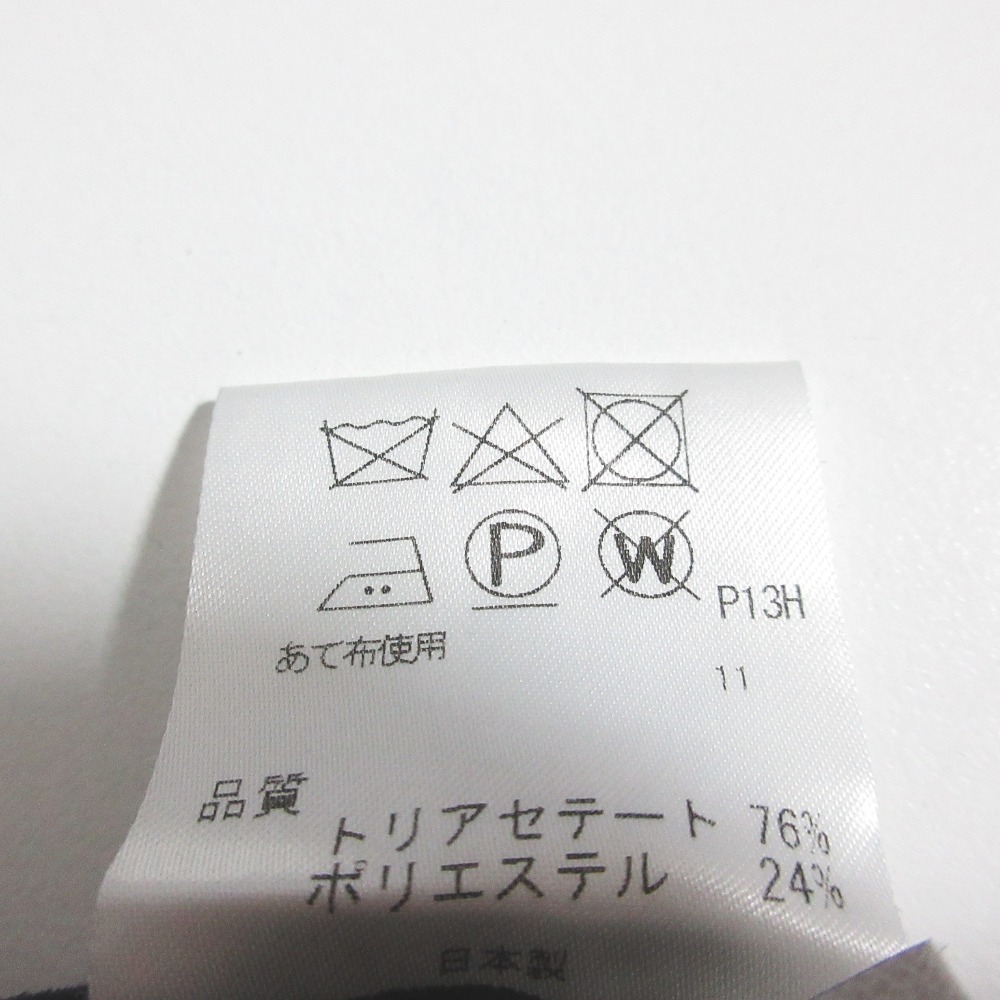 P W P13H
あて布使用
11
品質
トリアセテート 76%
ポリエステル 24%
日本製